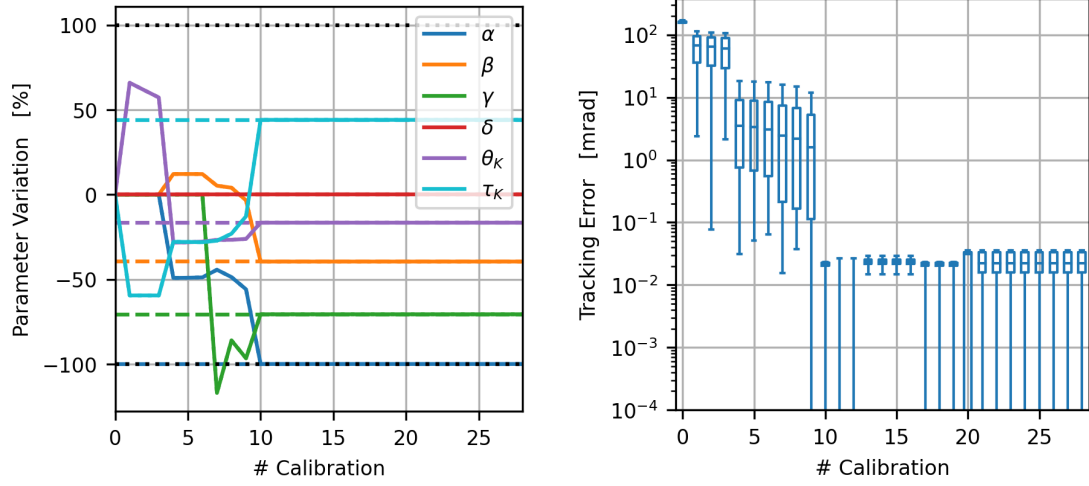 Parameter Variation [%]
100
50
0
−50
−100
0
5
10
15
20
25
# Calibration
α
β
γ
δ
θ_K
τ_K
Tracking Error [mrad]
10^2
10^1
10^0
10^−1
10^−2
10^−3
10^−4
0
5
10
15
20
25
# Calibration